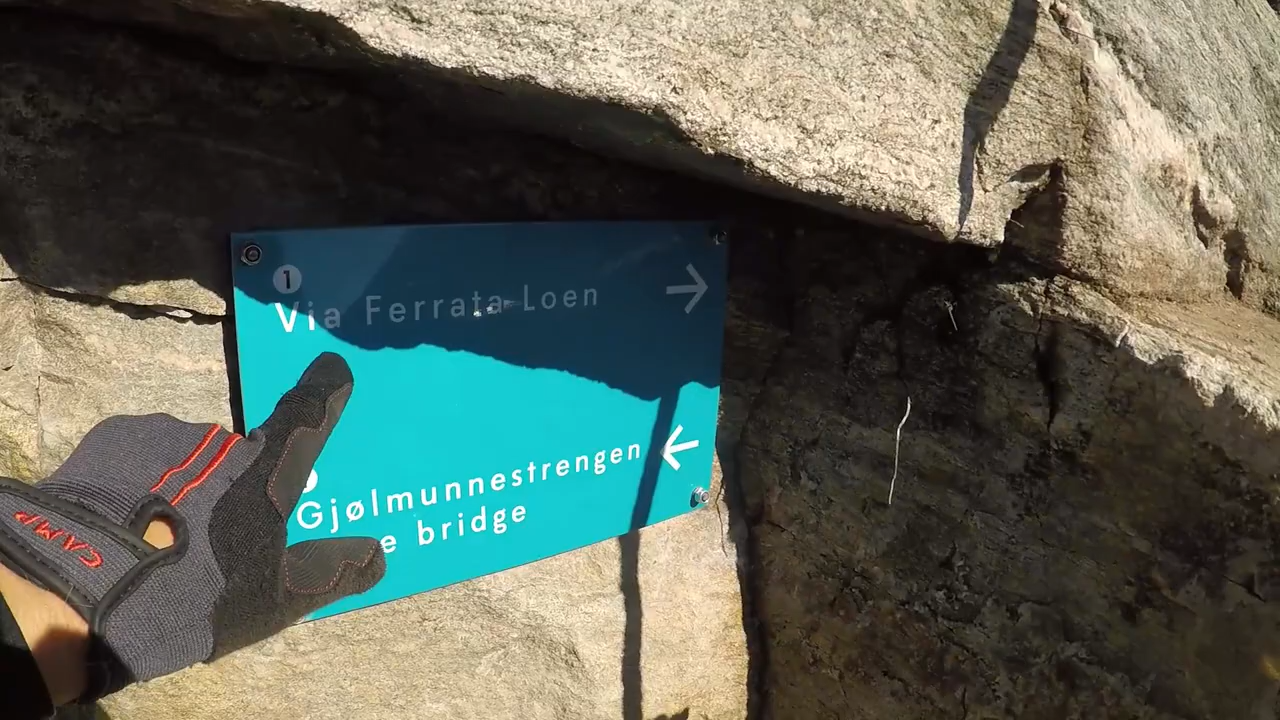 1
Via Ferrata Loen →
Gjølmunnestrengen ←
bridge
CAMP